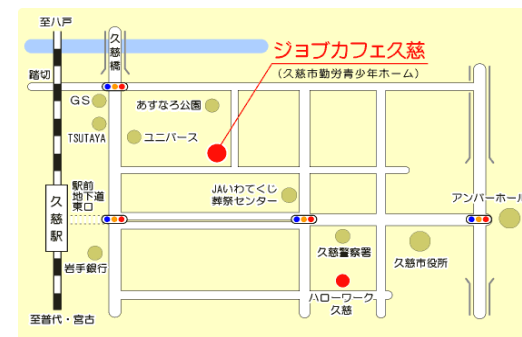 至八戸
久慈橋
ジョブカフェ久慈
(久慈市勤労青少年ホーム)
踏切
GS
あすなろ公園
TSUTAYA
ユニバース
駅前
地下道
東口
JAいわてくじ
葬祭センター
アンバーホール
久慈駅
久慈警察署
久慈市役所
岩手銀行
ハローワーク
久慈
至普代・宮古